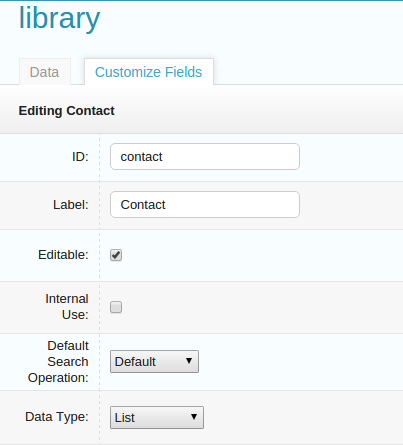 library
Data Customize Fields
Editing Contact
ID: contact
Label: Contact
Editable:
Internal
Use:
Default
Search
Operation: Default
Data Type: List